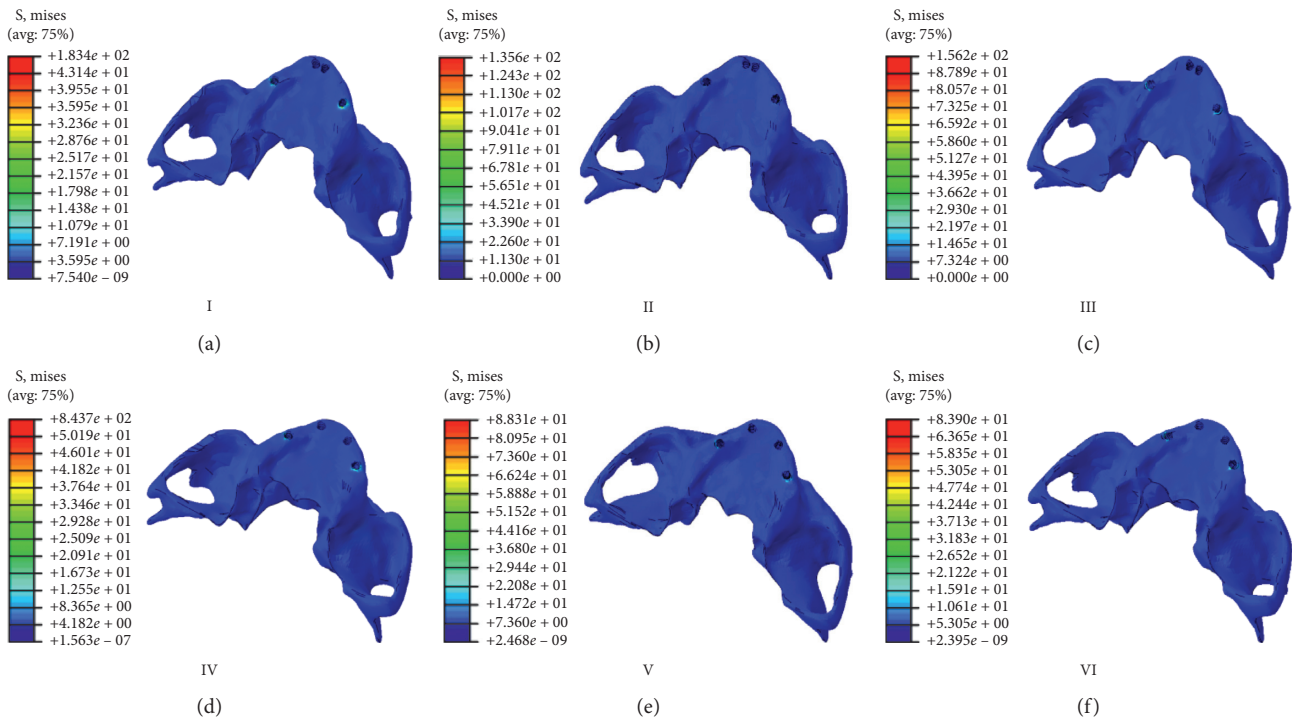 S, mises
(avg: 75%)
+1.834e + 02
+4.314e + 01
+3.955e + 01
+3.595e + 01
+3.236e + 01
+2.876e + 01
+2.517e + 01
+2.157e + 01
+1.798e + 01
+1.438e + 01
+1.079e + 01
+7.191e + 00
+3.595e + 00
+7.540e – 09
I
(a)
S, mises
(avg: 75%)
+1.356e + 02
+1.243e + 02
+1.130e + 02
+1.017e + 02
+9.041e + 01
+7.911e + 01
+6.781e + 01
+5.651e + 01
+4.521e + 01
+3.390e + 01
+2.260e + 01
+1.130e + 01
+0.000e + 00
II
(b)
S, mises
(avg: 75%)
+1.562e + 02
+8.789e + 01
+8.057e + 01
+7.325e + 01
+6.592e + 01
+5.860e + 01
+5.127e + 01
+4.395e + 01
+3.662e + 01
+2.930e + 01
+2.197e + 01
+1.465e + 01
+7.324e + 00
+0.000e + 00
III
(c)
S, mises
(avg: 75%)
+8.437e + 02
+5.019e + 01
+4.601e + 01
+4.182e + 01
+3.764e + 01
+3.346e + 01
+2.928e + 01
+2.509e + 01
+2.091e + 01
+1.673e + 01
+1.255e + 01
+8.365e + 00
+4.182e + 00
+1.563e – 07
IV
(d)
S, mises
(avg: 75%)
+8.831e + 01
+8.095e + 01
+7.360e + 01
+6.624e + 01
+5.888e + 01
+5.152e + 01
+4.416e + 01
+3.680e + 01
+2.944e + 01
+2.208e + 01
+1.472e + 01
+7.360e + 00
+2.468e – 09
V
(e)
S, mises
(avg: 75%)
+8.390e + 01
+6.365e + 01
+5.835e + 01
+5.305e + 01
+4.774e + 01
+4.244e + 01
+3.713e + 01
+3.183e + 01
+2.652e + 01
+2.122e + 01
+1.591e + 01
+1.061e + 01
+5.305e + 00
+2.395e – 09
VI
(f)